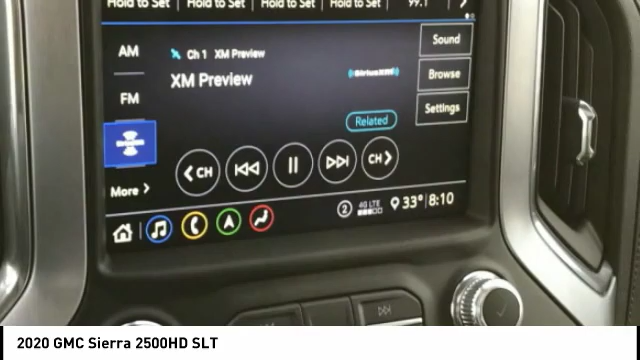 Hold to Set Hold to Set Hold to Set Hold to Set 99.1
AM
Ch 1 XM Preview
Sound
XM Preview
SiriusXM
Browse
FM
Settings
Related
CH
CH
More
2 4G LTE 33° 8:10
2020 GMC Sierra 2500HD SLT